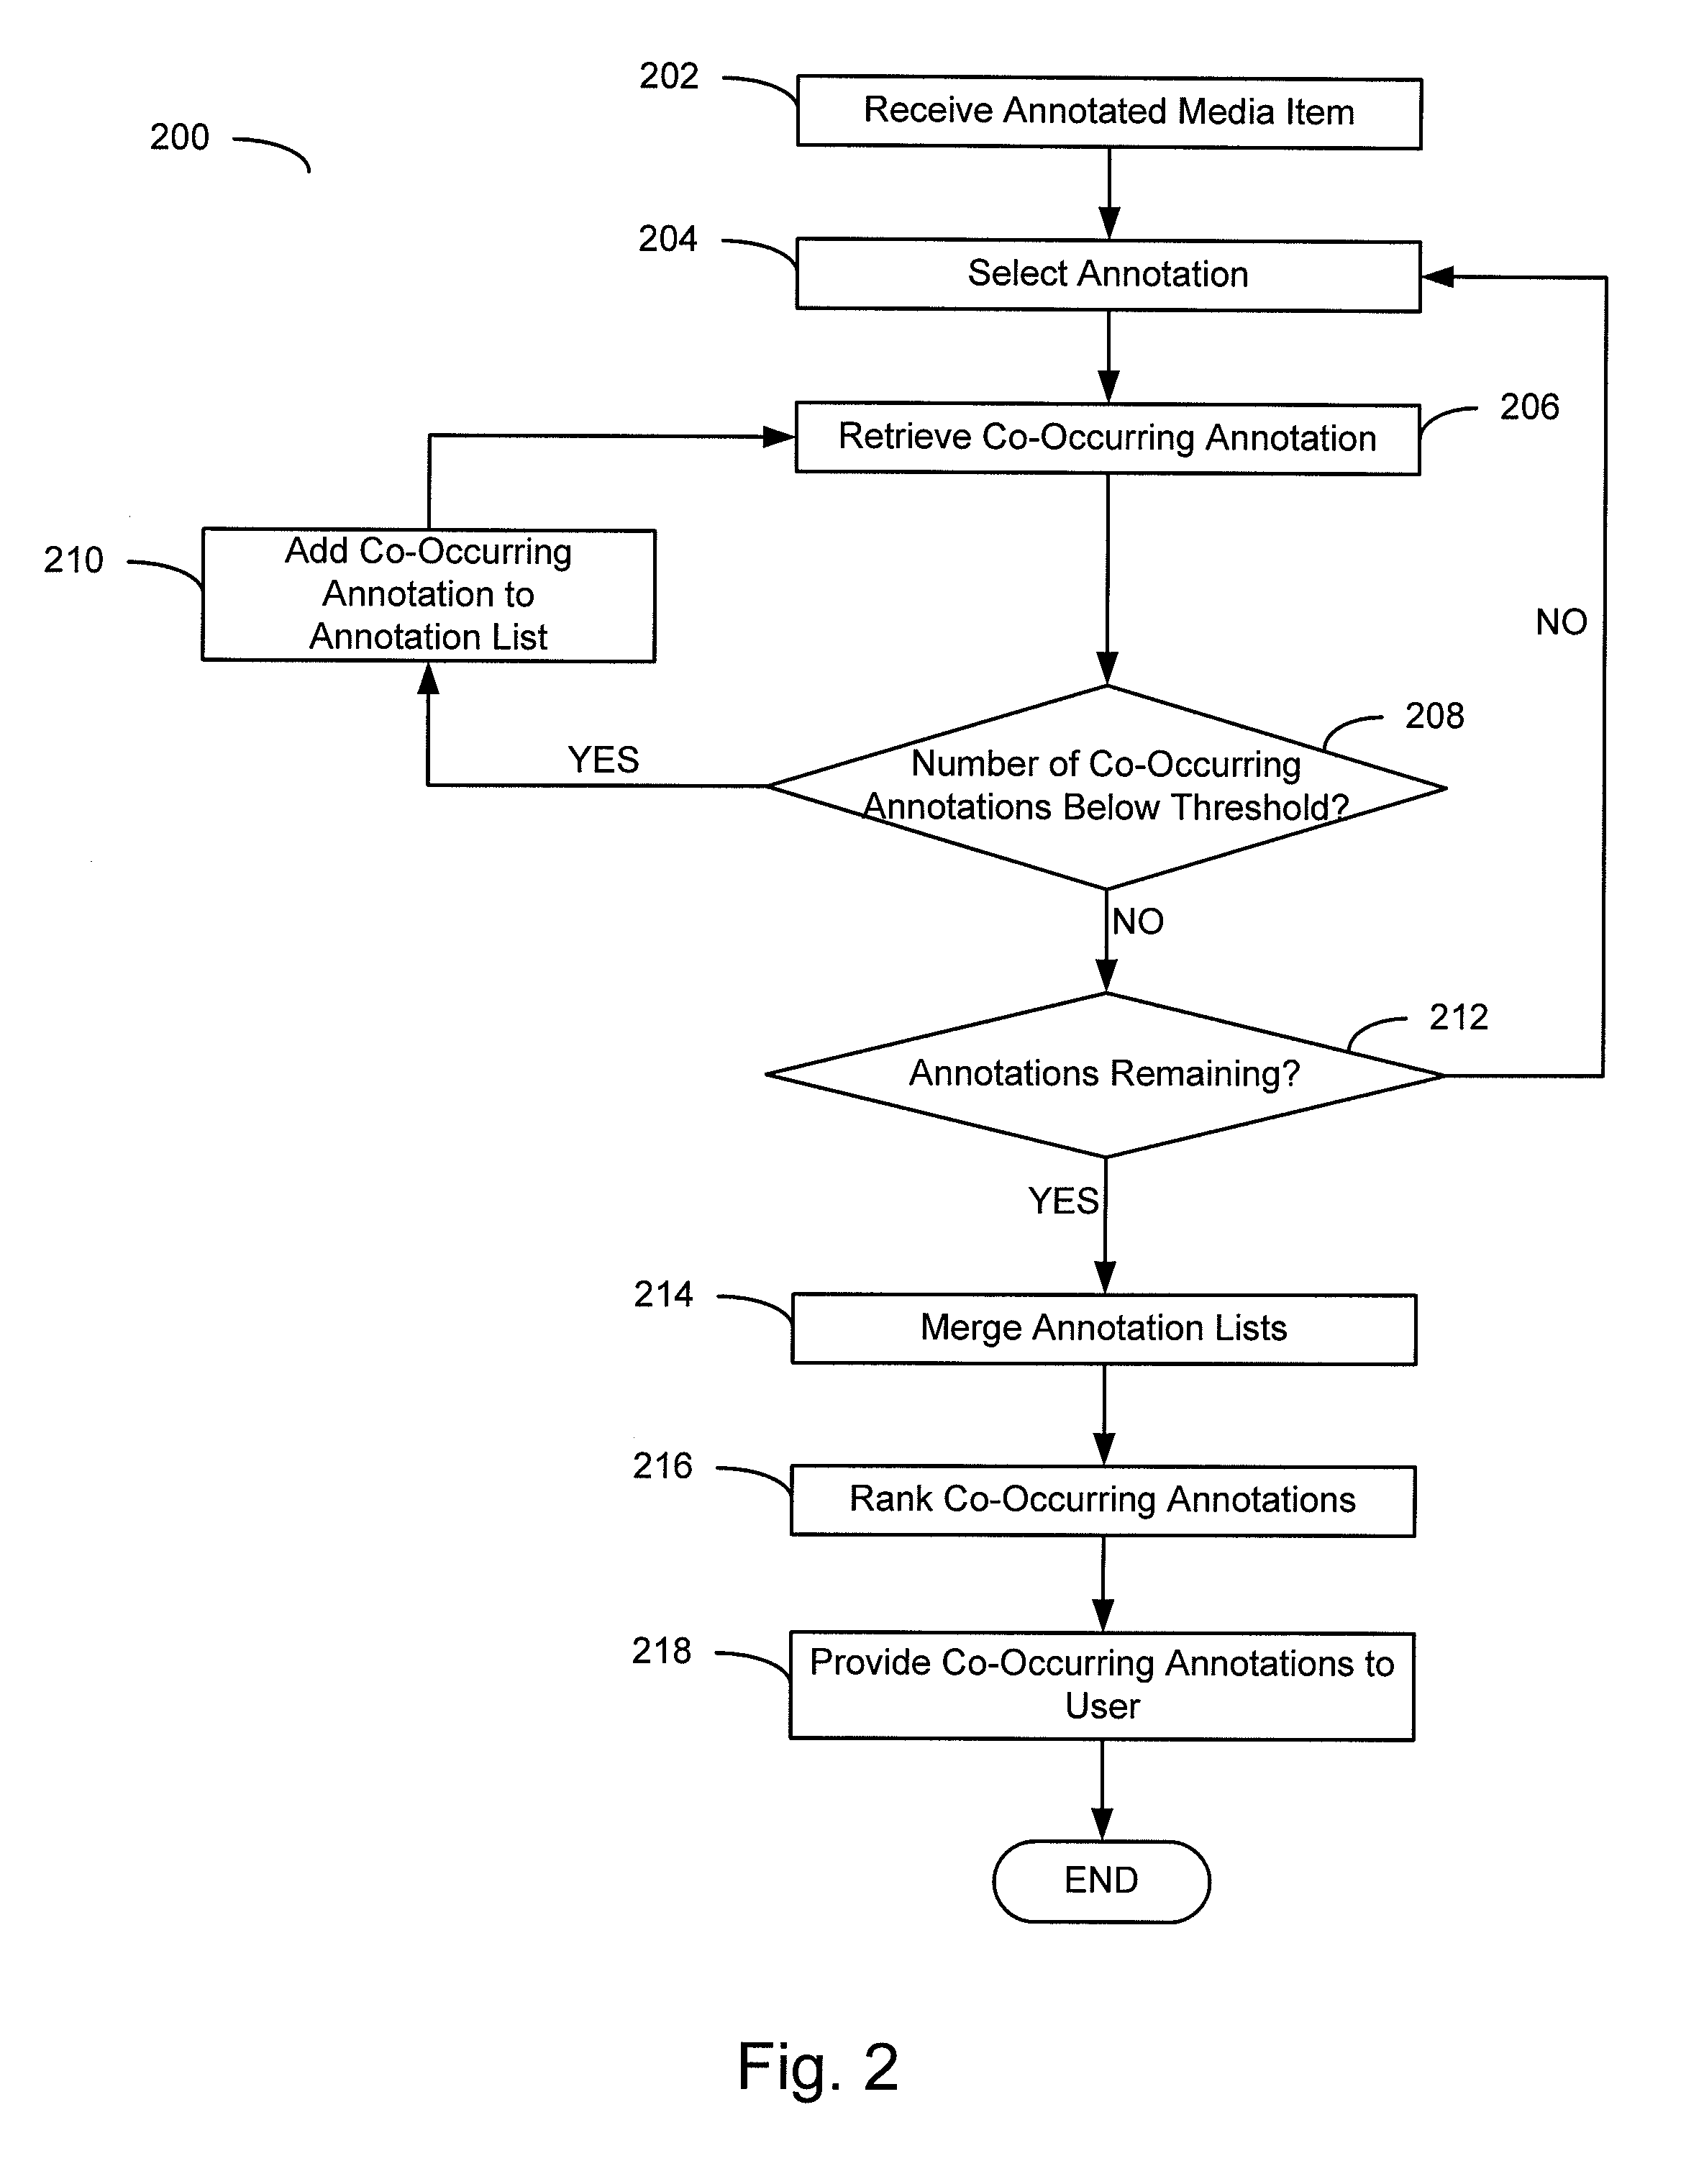 202
Receive Annotated Media Item
200
204
Select Annotation
206
Retrieve Co-Occurring Annotation
210
Add Co-Occurring
Annotation to
Annotation List
NO
208
YES
Number of Co-Occurring
Annotations Below Threshold?
NO
212
Annotations Remaining?
YES
214
Merge Annotation Lists
216
Rank Co-Occurring Annotations
218
Provide Co-Occurring Annotations to
User
END
Fig. 2